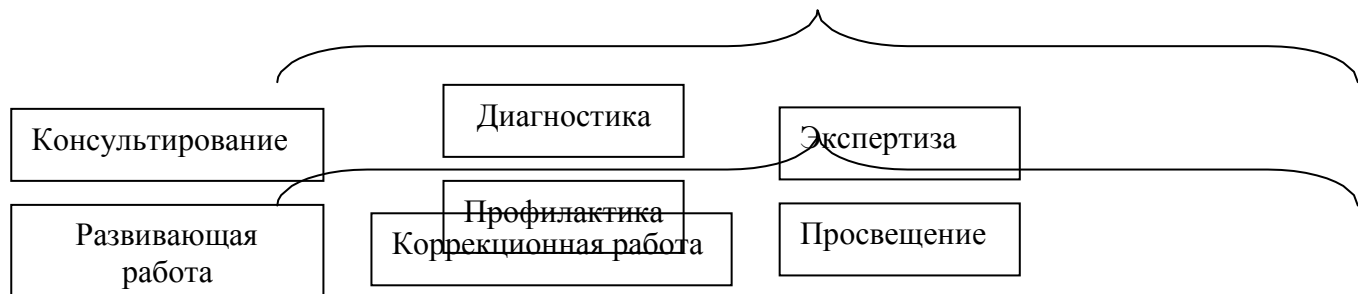 Диагностика
Консультирование
Экспертиза
Профилактика
Развивающая
работа
Коррекционная работа
Просвещение